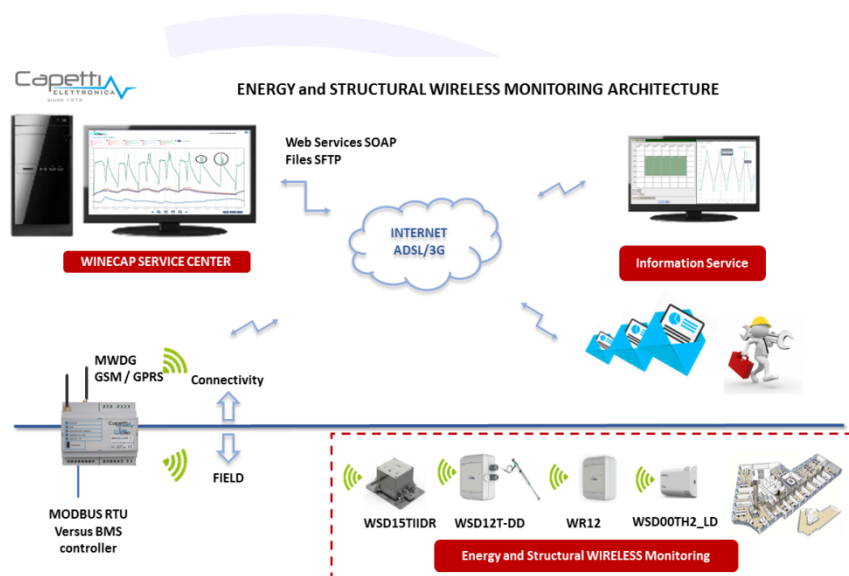 Capetti
ELETTRONICA
SINCE 1973
ENERGY and STRUCTURAL WIRELESS MONITORING ARCHITECTURE
Web Services SOAP
Files SFTP
INTERNET
ADSL/3G
WINECAP SERVICE CENTER
Information Service
MWDG
GSM / GPRS
Connectivity
Capetti
FIELD
MODBUS RTU
Versus BMS
controller
WSD15TIIDR
WSD12T-DD
WR12
WSD00TH2_LD
Energy and Structural WIRELESS Monitoring